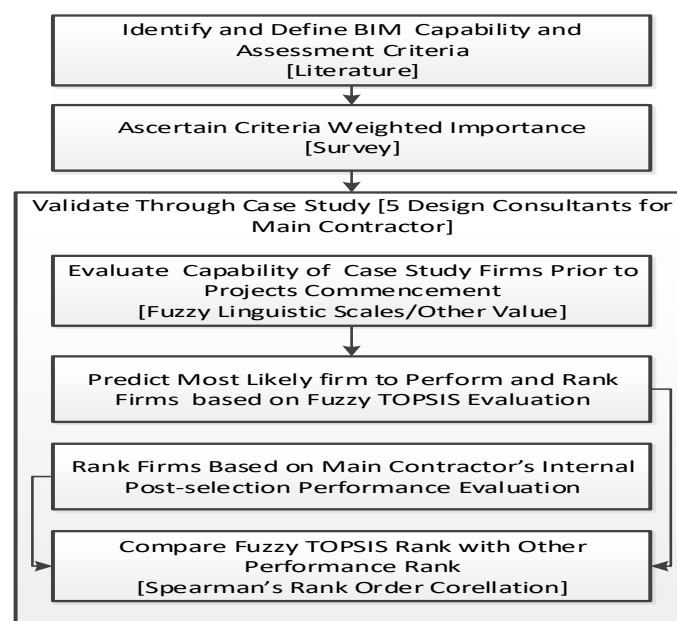 Identify and Define BIM Capability and
Assessment Criteria
[Literature]
Ascertain Criteria Weighted Importance
[Survey]
Validate Through Case Study [5 Design Consultants for
Main Contractor]
Evaluate Capability of Case Study Firms Prior to
Projects Commencement
[Fuzzy Linguistic Scales/Other Value]
Predict Most Likely firm to Perform and Rank
Firms based on Fuzzy TOPSIS Evaluation
Rank Firms Based on Main Contractor's Internal
Post-selection Performance Evaluation
Compare Fuzzy TOPSIS Rank with Other
Performance Rank
[Spearman's Rank Order Corellation]